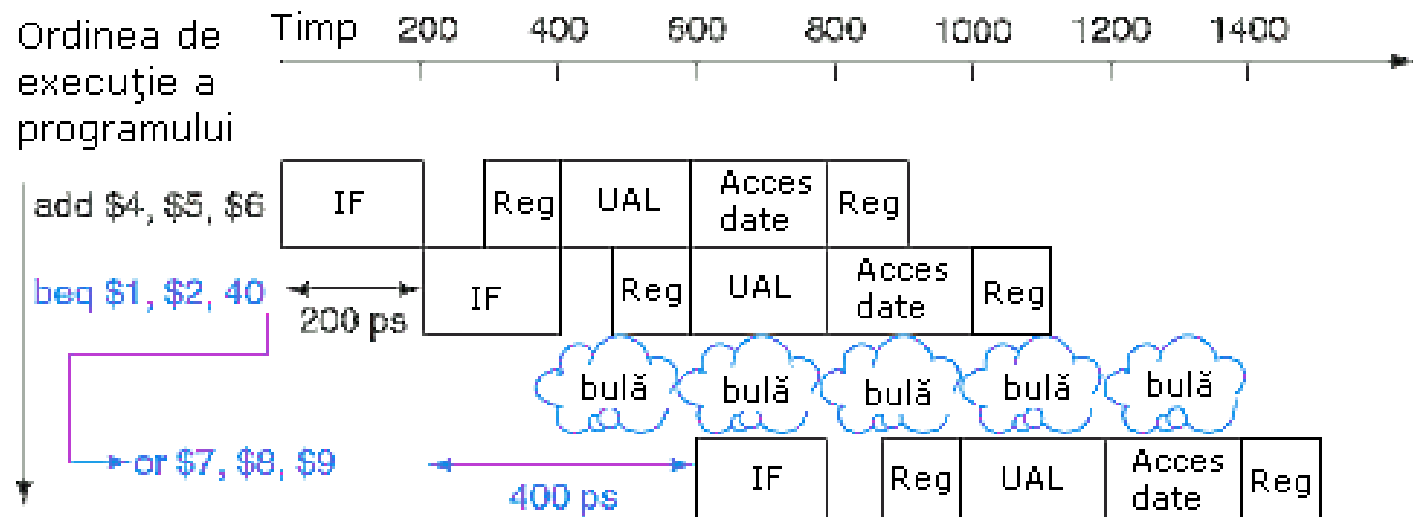 Ordinea de
execuţie a
programului
Timp 200 400 600 800 1000 1200 1400
add $4, $5, $6 IF Reg UAL Acces date Reg
beq $1, $2, 40 IF Reg UAL Acces date Reg
200 ps
bulă bulă bulă bulă bulă
or $7, $8, $9 IF Reg UAL Acces date Reg
400 ps